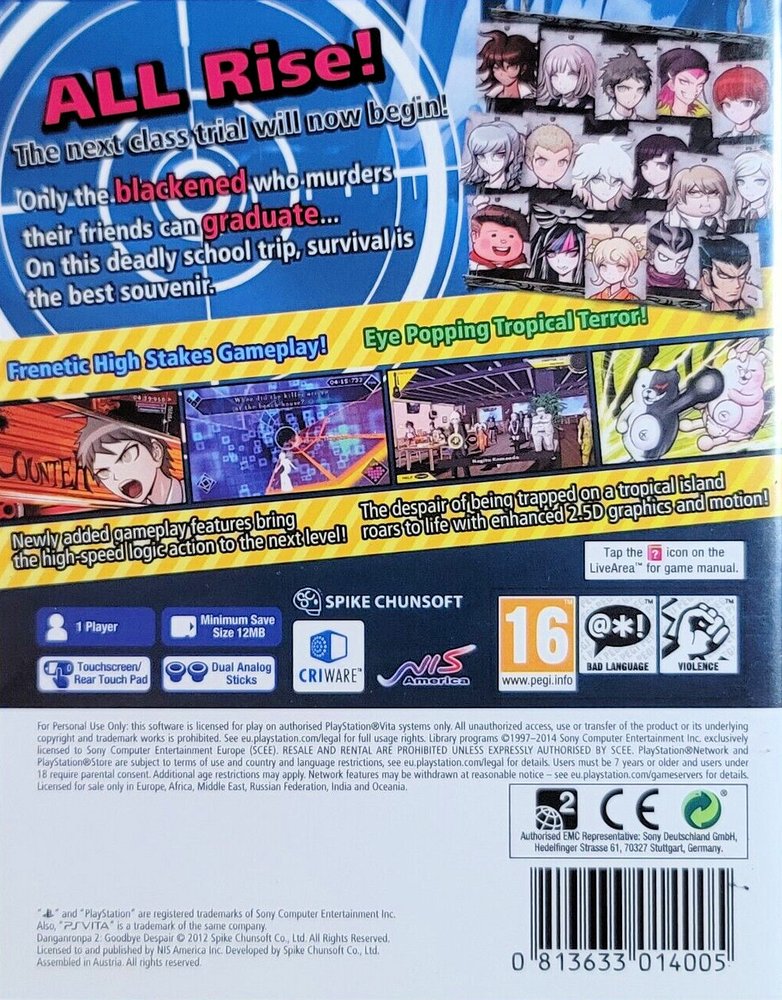 ALL Rise!
The next class trial will now begin!
Only the blackened who murders
their friends can graduate...
On this deadly school trip, survival is
the best souvenir.
Frenetic High Stakes Gameplay!
Eye Popping Tropical Terror!
COUNTER
04:15:733
Newly added gameplay features bring
the high-speed logic action to the next level!
The despair of being trapped on a tropical island
roars to life with enhanced 2.5D graphics and motion!
Tap the ? icon on the
LiveArea™ for game manual.
1 Player
Minimum Save
Size 12MB
Touchscreen/
Rear Touch Pad
Dual Analog
Sticks
SPIKE CHUNSOFT
CRIWARE™
NIS
America
16
www.pegi.info
@*!
BAD LANGUAGE
VIOLENCE
For Personal Use Only: this software is licensed for play on authorised PlayStation®Vita systems only. All unauthorized access, use or transfer of the product or its underlying
copyright and trademark works is prohibited. See eu.playstation.com/legal for full usage rights. Library programs ©1997–2014 Sony Computer Entertainment Inc. exclusively
licensed to Sony Computer Entertainment Europe (SCEE). RESALE AND RENTAL ARE PROHIBITED UNLESS EXPRESSLY AUTHORISED BY SCEE. PlayStation®Network and
PlayStation®Store are subject to terms of use and country and language restrictions, see eu.playstation.com/legal for details. Users must be 7 years or older and users under
18 require parental consent. Additional age restrictions may apply. Network features may be withdrawn at reasonable notice – see eu.playstation.com/gameservers for details.
Licensed for sale only in Europe, Africa, Middle East, Russian Federation, India and Oceania.
2 CE
Authorised EMC Representative: Sony Deutschland GmbH,
Hedelfinger Strasse 61, 70327 Stuttgart, Germany.
" " and "PlayStation" are registered trademarks of Sony Computer Entertainment Inc.
Also, "PSVITA" is a trademark of the same company.
Danganronpa 2: Goodbye Despair © 2012 Spike Chunsoft Co., Ltd. All Rights Reserved.
Licensed to and published by NIS America Inc. Developed by Spike Chunsoft Co., Ltd.
Assembled in Austria. All rights reserved.
0 813633 014005